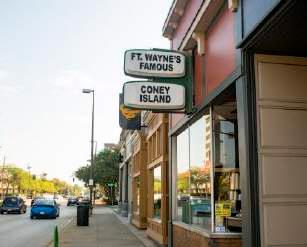 FT. WAYNE'S
FAMOUS
CONEY
ISLAND